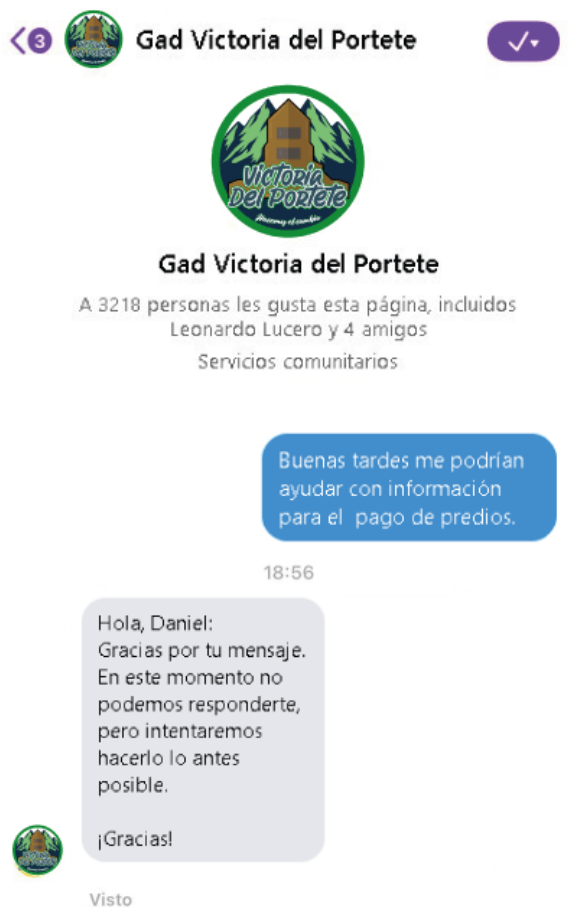 3
Gad Victoria del Portete
Victoria
Del Portete
Gad Victoria del Portete
A 3218 personas les gusta esta página, incluidos
Leonardo Lucero y 4 amigos
Servicios comunitarios
Buenas tardes me podrían
ayudar con información
para el pago de predios.
18:56
Hola, Daniel:
Gracias por tu mensaje.
En este momento no
podemos responderte,
pero intentaremos
hacerlo lo antes
posible.
¡Gracias!
Visto